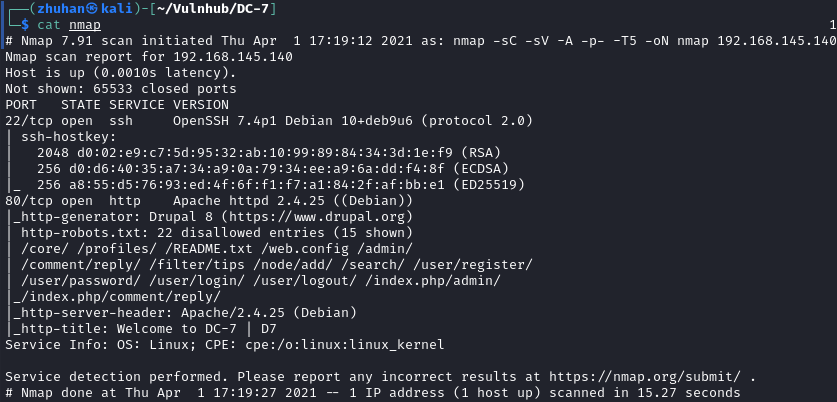 ┌──(zhuhan㉿kali)-[~/Vulnhub/DC-7]
└─$ cat nmap 1
# Nmap 7.91 scan initiated Thu Apr  1 17:19:12 2021 as: nmap -sC -sV -A -p- -T5 -oN nmap 192.168.145.140
Nmap scan report for 192.168.145.140
Host is up (0.0010s latency).
Not shown: 65533 closed ports
PORT   STATE SERVICE VERSION
22/tcp open  ssh     OpenSSH 7.4p1 Debian 10+deb9u6 (protocol 2.0)
| ssh-hostkey:
|   2048 d0:02:e9:c7:5d:95:32:ab:10:99:89:84:34:3d:1e:f9 (RSA)
|   256 d0:d6:40:35:a7:34:a9:0a:79:34:ee:a9:6a:dd:f4:8f (ECDSA)
|_  256 a8:55:d5:76:93:ed:4f:6f:f1:f7:a1:84:2f:af:bb:e1 (ED25519)
80/tcp open  http    Apache httpd 2.4.25 ((Debian))
|_http-generator: Drupal 8 (https://www.drupal.org)
| http-robots.txt: 22 disallowed entries (15 shown)
| /core/ /profiles/ /README.txt /web.config /admin/
| /comment/reply/ /filter/tips /node/add/ /search/ /user/register/
| /user/password/ /user/login/ /user/logout/ /index.php/admin/
|_/index.php/comment/reply/
|_http-server-header: Apache/2.4.25 (Debian)
|_http-title: Welcome to DC-7 | D7
Service Info: OS: Linux; CPE: cpe:/o:linux:linux_kernel

Service detection performed. Please report any incorrect results at https://nmap.org/submit/ .
# Nmap done at Thu Apr  1 17:19:27 2021 -- 1 IP address (1 host up) scanned in 15.27 seconds